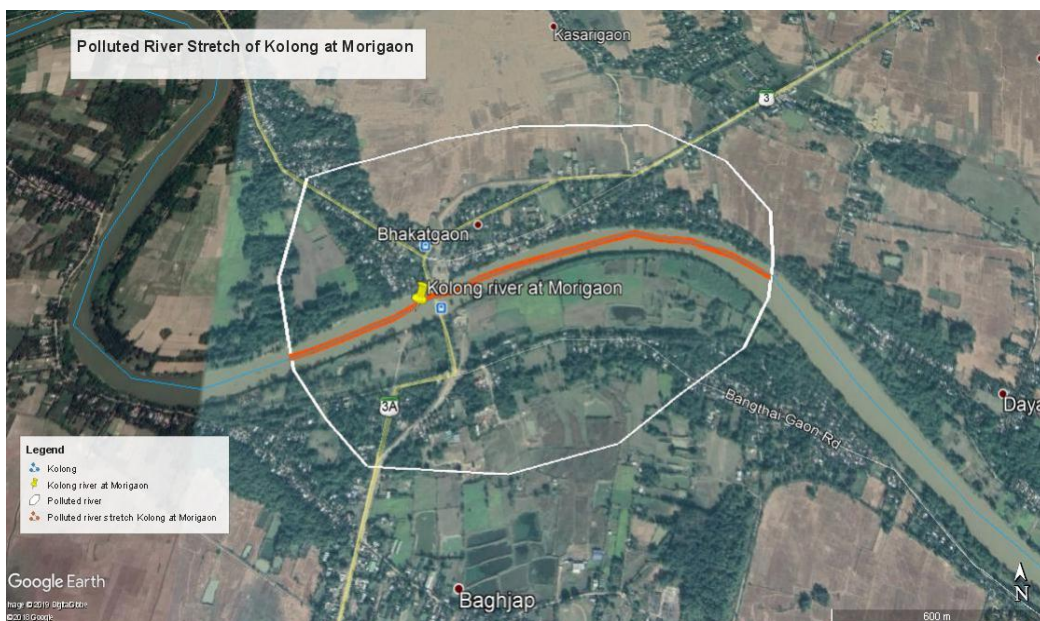 Polluted River Stretch of Kolong at Morigaon
Kasarigaon
3
Bhakatgaon
Kolong river at Morigaon
3A
Bangthai Gaon Rd
Daya
Legend
Kolong
Kolong river at Morigaon
Polluted river
Polluted river stretch Kolong at Morigaon
Google Earth
Image © 2019 DigitalGlobe
© 2018 Google
Baghjap
N
600 m